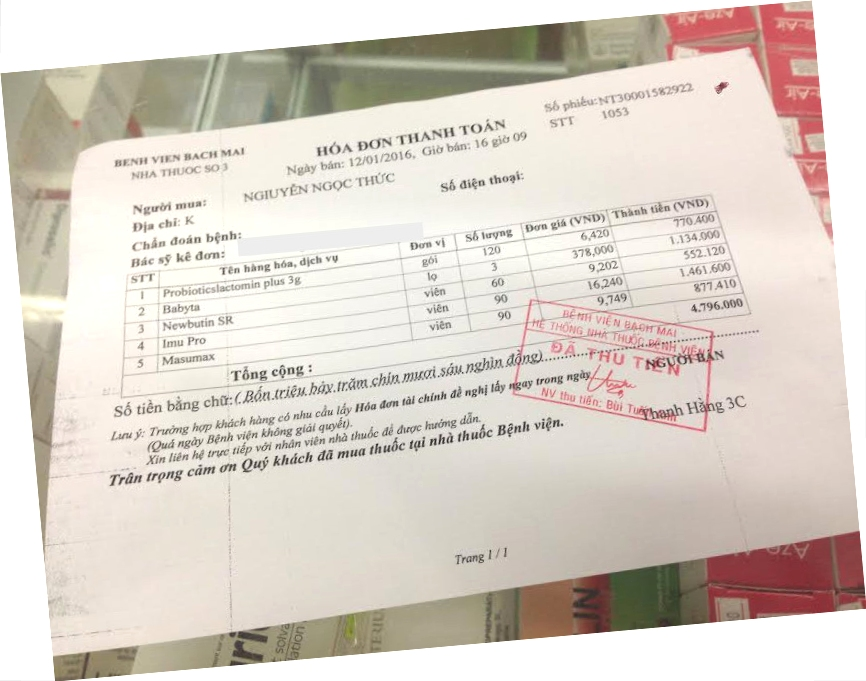 BỆNH VIỆN BẠCH MAI
NHA THUOC SO 3
HÓA ĐƠN THANH TOÁN
Ngày bán: 12/01/2016, Giờ bán: 16 giờ 09
Số phiếu:NT30001582922
STT 1053
Người mua: NGIUYÊN NGỌC THỨC
Số điện thoại:
Địa chỉ: K
Chẩn đoán bệnh:
Bác sỹ kê đơn:
STT Tên hàng hóa, dịch vụ Đơn vị Số lượng Đơn giá (VND) Thành tiền (VND)
1 Probioticslactomin plus 3g gói 120 6,420 770.400
2 Babyta lọ 3 378,000 1.134.000
3 Newbutin SR viên 60 9,202 552.120
4 Imu Pro viên 90 16,240 1.461.600
5 Masumax viên 90 9,749 877.410
Tổng cộng : 4.796.000
Số tiền bằng chữ:( Bốn triệu bảy trăm chín mươi sáu nghìn đồng)
Lưu ý: Trường hợp khách hàng có nhu cầu lấy Hóa đơn tài chính đề nghị lấy ngay trong ngày
(Quá ngày Bệnh viện không giải quyết).
Xin liên hệ trực tiếp với nhân viên nhà thuốc để được hướng dẫn.
Trân trọng cảm ơn Quý khách đã mua thuốc tại nhà thuốc Bệnh viện.
NGƯỜI BÁN
Thanh Hằng 3C
BỆNH VIỆN BẠCH MAI
HỆ THỐNG NHÀ THUỐC BỆNH VIỆN
ĐÃ THU TIỀN
NV thu tiền: Bùi
Trang 1 / 1